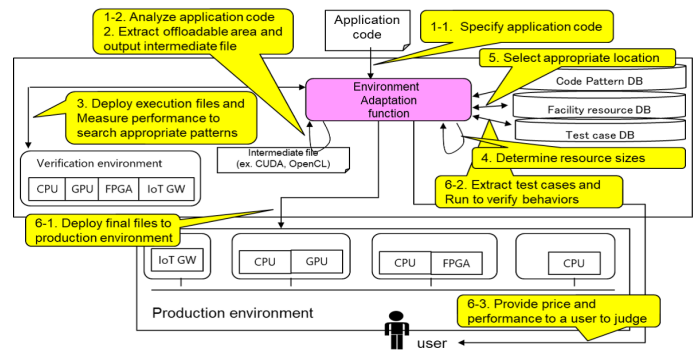 1-2. Analyze application code
2. Extract offloadable area and
output intermediate file
Application
code
1-1.  Specify application code
5. Select appropriate location
Environment
Adaptation
function
Code Pattern DB
Facility resource DB
Test case DB
3. Deploy execution files and
Measure performance to
search appropriate patterns
Intermediate file
(ex. CUDA, OpenCL)
4. Determine resource sizes
Verification environment
CPU
GPU
FPGA
IoT GW
6-2. Extract test cases and
Run to verify behaviors
6-1. Deploy final files to
production environment
IoT GW
CPU
GPU
CPU
FPGA
CPU
Production environment
6-3. Provide price and
performance to a user to judge
user